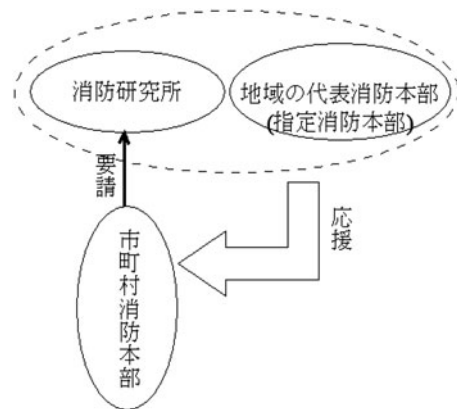 消防研究所
地域の代表消防本部
(指定消防本部)
要請
応援
市町村消防本部